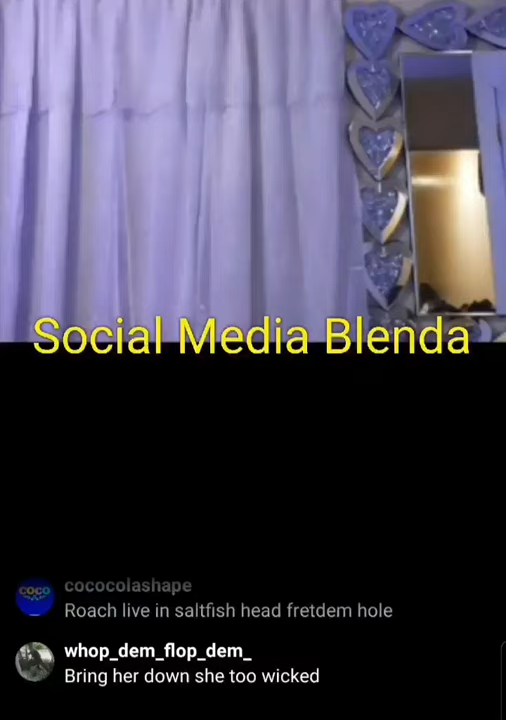 Social Media Blenda
cococolashape
COCO
Roach live in saltfish head fretdem hole
whop_dem_flop_dem_
Bring her down she too wicked